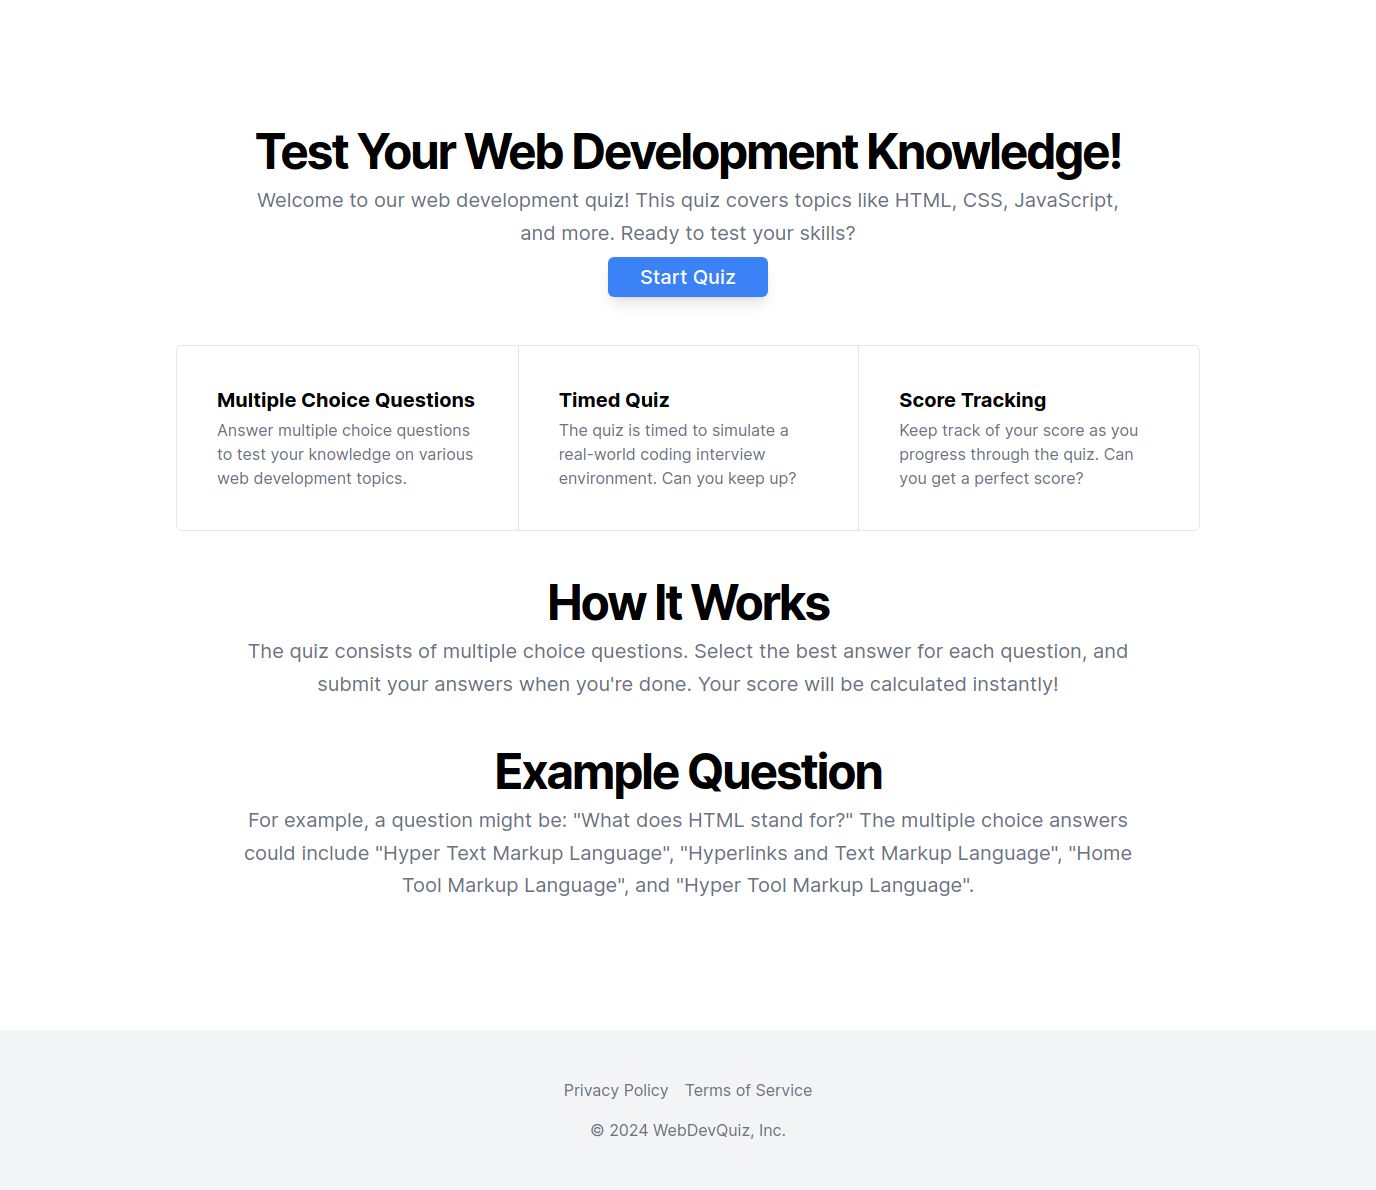 Test Your Web Development Knowledge!
Welcome to our web development quiz! This quiz covers topics like HTML, CSS, JavaScript,
and more. Ready to test your skills?
Start Quiz
Multiple Choice Questions
Answer multiple choice questions
to test your knowledge on various
web development topics.
Timed Quiz
The quiz is timed to simulate a
real-world coding interview
environment. Can you keep up?
Score Tracking
Keep track of your score as you
progress through the quiz. Can
you get a perfect score?
How It Works
The quiz consists of multiple choice questions. Select the best answer for each question, and
submit your answers when you're done. Your score will be calculated instantly!
Example Question
For example, a question might be: "What does HTML stand for?" The multiple choice answers
could include "Hyper Text Markup Language", "Hyperlinks and Text Markup Language", "Home
Tool Markup Language", and "Hyper Tool Markup Language".
Privacy Policy Terms of Service
© 2024 WebDevQuiz, Inc.